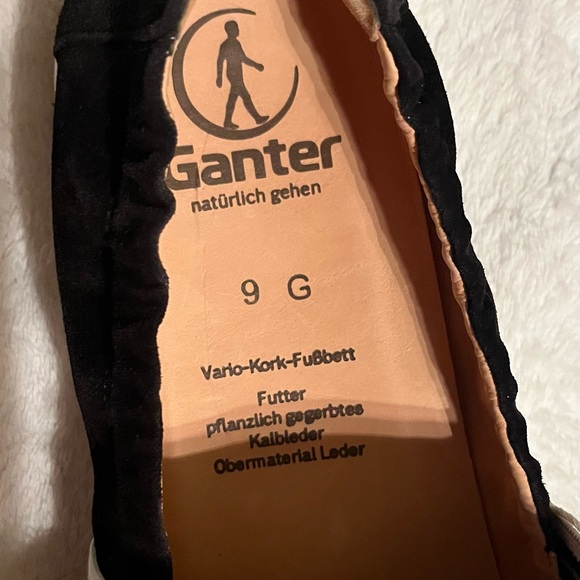 Ganter
natürlich gehen
9 G
Vario-Kork-Fußbett
Futter
pflanzlich gegerbtes
Kalbleder
Obermaterial Leder